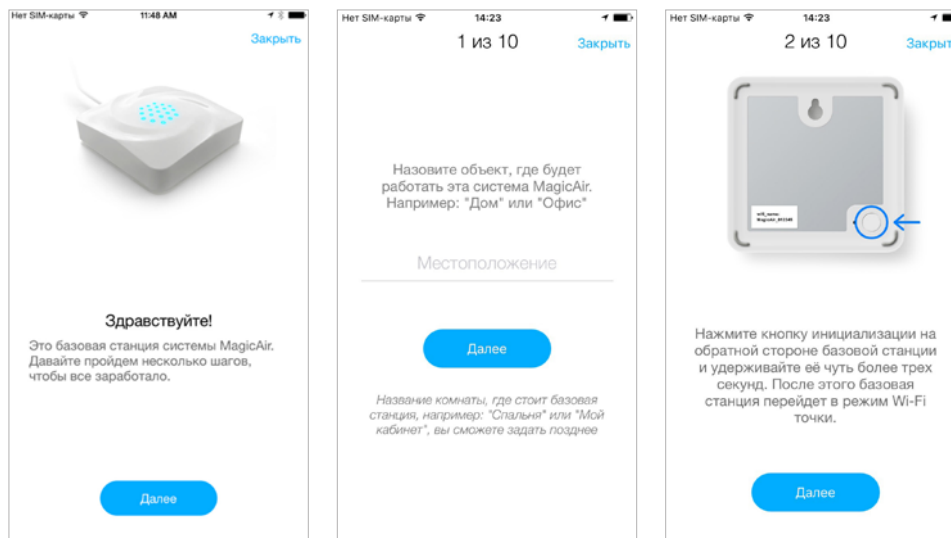 Нет SIM-карты
11:48 AM
Закрыть
Здравствуйте!
Это базовая станция системы MagicAir.
Давайте пройдем несколько шагов,
чтобы все заработало.
Далее
Нет SIM-карты
14:23
1 из 10
Закрыть
Назовите объект, где будет
работать эта система MagicAir.
Например: "Дом" или "Офис"
Местоположение
Далее
Название комнаты, где стоит базовая
станция, например: "Спальня" или "Мой
кабинет", вы сможете задать позднее
Нет SIM-карты
14:23
2 из 10
Закрыт
wifi_name:
Нажмите кнопку инициализации на
обратной стороне базовой станции
и удерживайте её чуть более трех
секунд. После этого базовая
станция перейдет в режим Wi-Fi
точки.
Далее